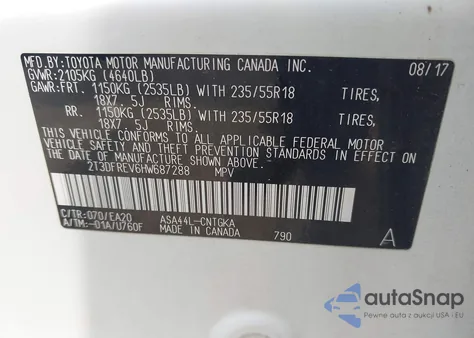 MFD.BY:TOYOTA MOTOR MANUFACTURING CANADA INC. 08/17
GVWR: 2105KG (4640LB)
GAWR:FRT. 1150KG (2535LB) WITH 235/55R18 TIRES,
18X7.5J RIMS.
RR. 1150KG (2535LB) WITH 235/55R18 TIRES,
18X7.5J RIMS.
THIS VEHICLE CONFORMS TO ALL APPLICABLE FEDERAL MOTOR
VEHICLE SAFETY AND BUMPER STANDARDS IN EFFECT ON THE DATE OF
MANUFACTURE SHOWN ABOVE.
2T3DFREV6HW687288 MPV
C/TR:070/EA20 ASA44L-CNTGKA
A/TM:-01A/U760F MADE IN CANADA 790 A
autoSnap
Pewne auta z USA i EU